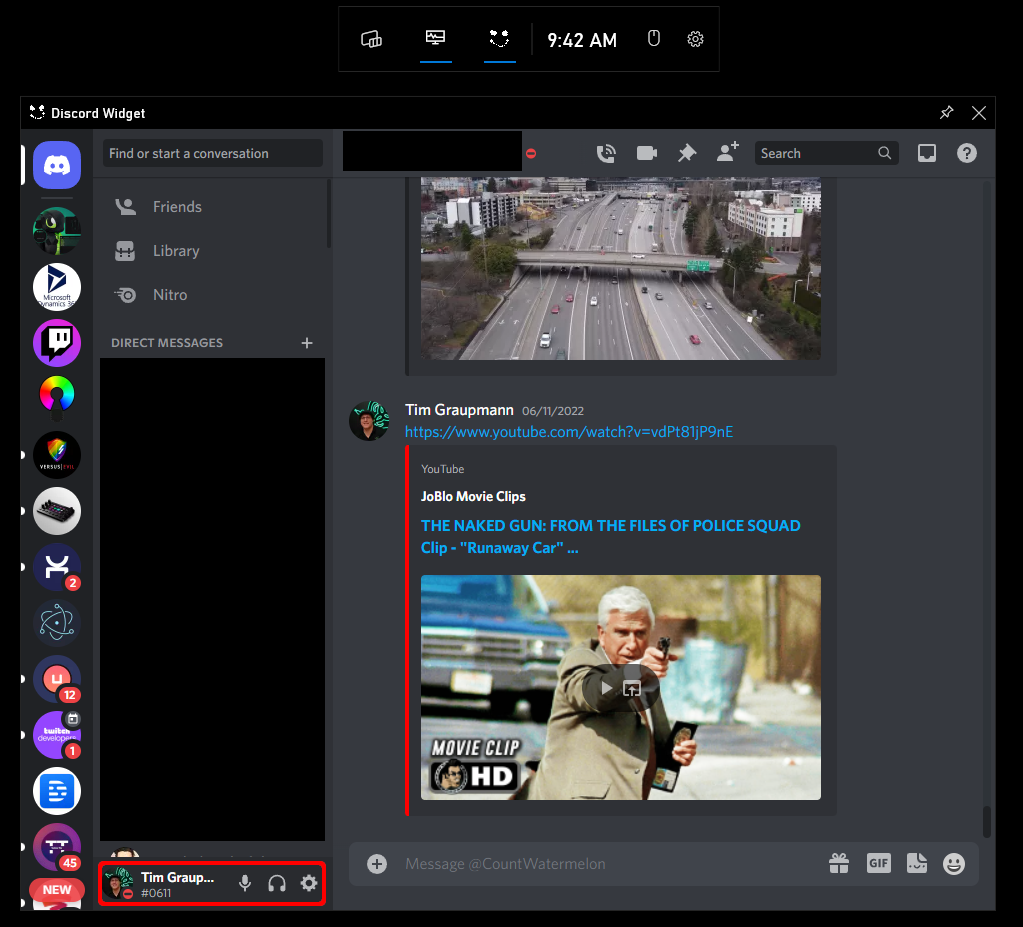 9:42 AM
Discord Widget
Find or start a conversation
Search
Friends
Library
Nitro
DIRECT MESSAGES
Microsoft
Dynamics 36
VERSUS EVIL
2
12
twitch
developers
1
45
NEW
Tim Graupmann 06/11/2022
https://www.youtube.com/watch?v=vdPt81jP9nE
YouTube
JoBlo Movie Clips
THE NAKED GUN: FROM THE FILES OF POLICE SQUAD
Clip - "Runaway Car" ...
MOVIE CLIP
HD
Tim Graup...
#0611
Message @CountWatermelon
GIF